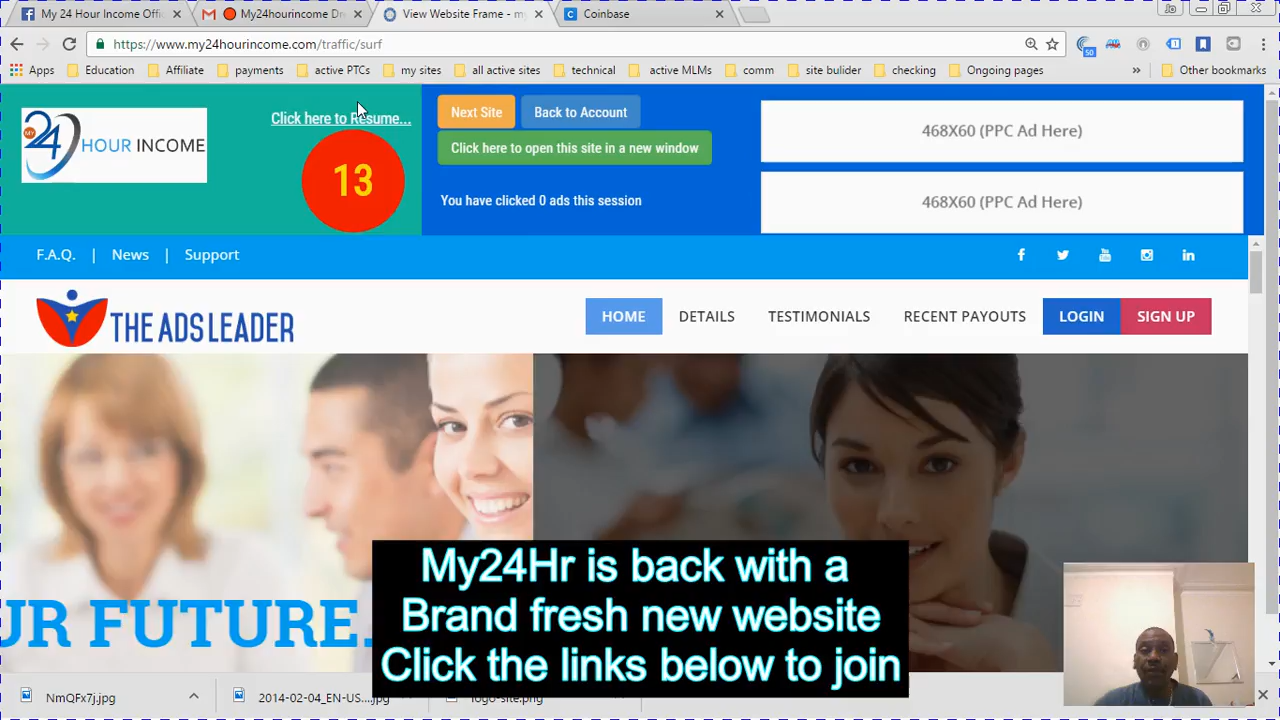 My 24 Hour Income Offi
My24hourincome Dr
View Website Frame - my
Coinbase
https://www.my24hourincome.com/traffic/surf
50
Apps
Education
Affiliate
payments
active PTCs
my sites
all active sites
technical
active MLMs
comm
site bulider
checking
Ongoing pages
»
Other bookmarks
MY 24 HOUR INCOME
Click here to Resume...
13
Next Site
Back to Account
Click here to open this site in a new window
You have clicked 0 ads this session
468X60 (PPC Ad Here)
468X60 (PPC Ad Here)
F.A.Q. | News | Support
THE ADS LEADER
HOME
DETAILS
TESTIMONIALS
RECENT PAYOUTS
LOGIN
SIGN UP
UR FUTURE.
My24Hr is back with a
Brand fresh new website
Click the links below to join
NmQFx7j.jpg
2014-02-04_EN-US....jpg
logo-site.png